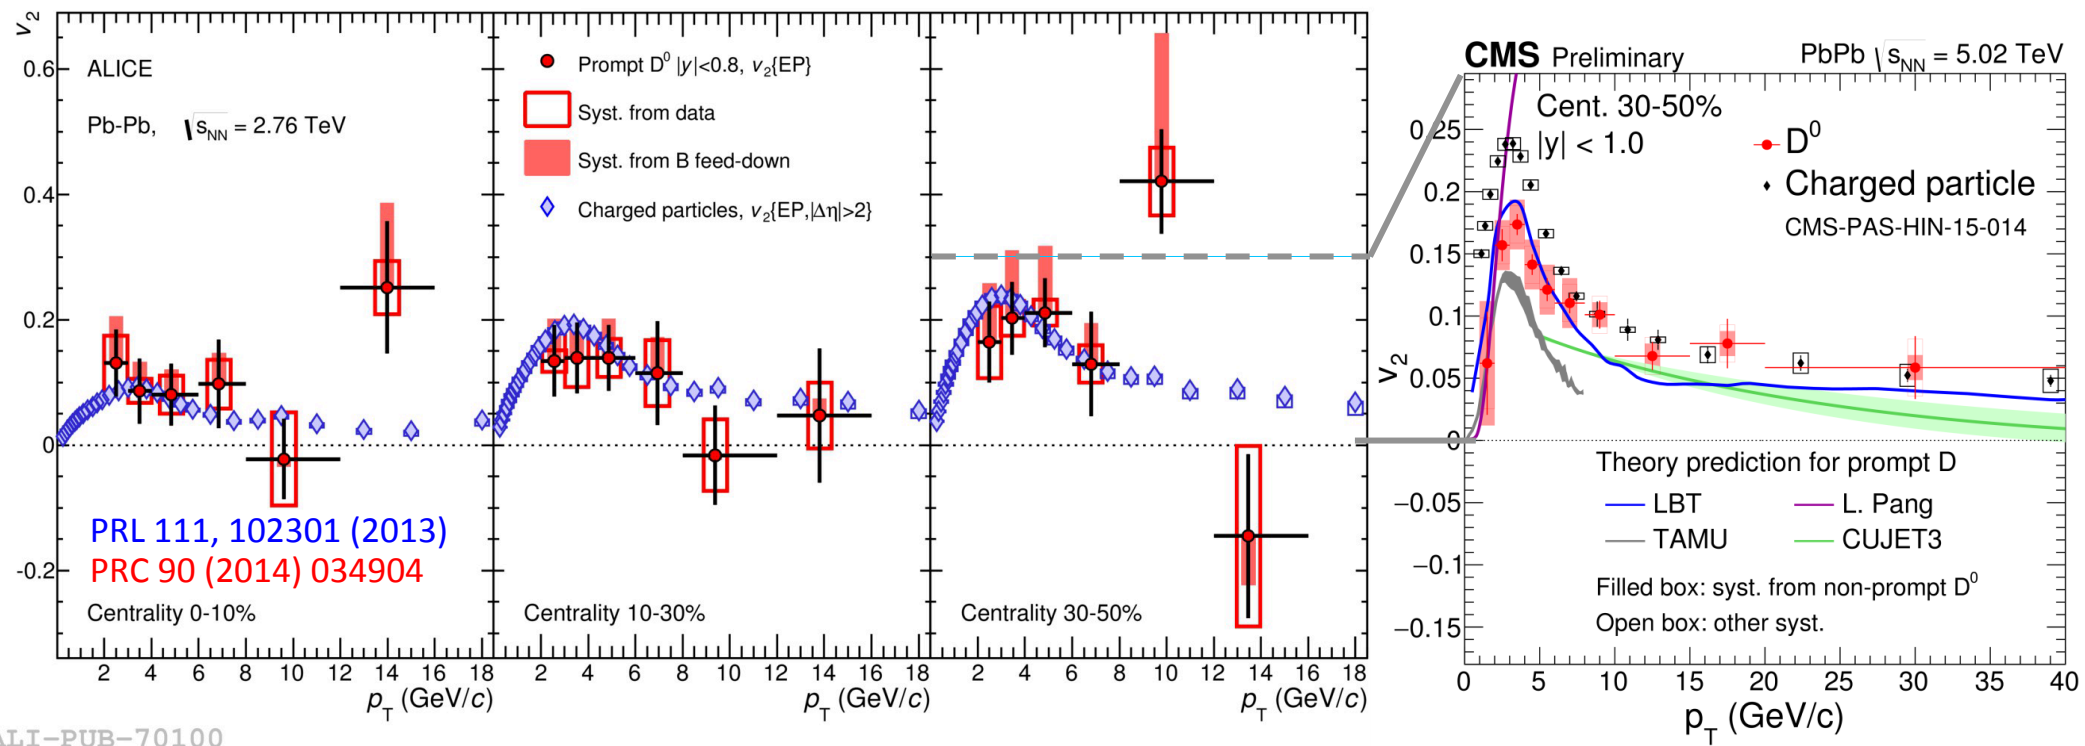 v2
0.6
0.4
0.2
0
-0.2
ALICE
Pb-Pb, √sNN = 2.76 TeV
PRL 111, 102301 (2013)
PRC 90 (2014) 034904
Centrality 0-10%
2 4 6 8 10 12 14 16 18
pT (GeV/c)
Prompt D0 |y|<0.8, v2{EP}
Syst. from data
Syst. from B feed-down
Charged particles, v2{EP,|Δη|>2}
Centrality 10-30%
2 4 6 8 10 12 14 16 18
pT (GeV/c)
Centrality 30-50%
2 4 6 8 10 12 14 16 18
pT (GeV/c)
ALI-PUB-70100
CMS Preliminary PbPb √sNN = 5.02 TeV
Cent. 30-50%
|y| < 1.0
D0
Charged particle
CMS-PAS-HIN-15-014
v2
0.25
0.2
0.15
0.1
0.05
0
−0.05
−0.1
−0.15
Theory prediction for prompt D
LBT L. Pang
TAMU CUJET3
Filled box: syst. from non-prompt D0
Open box: other syst.
0 5 10 15 20 25 30 35 40
pT (GeV/c)